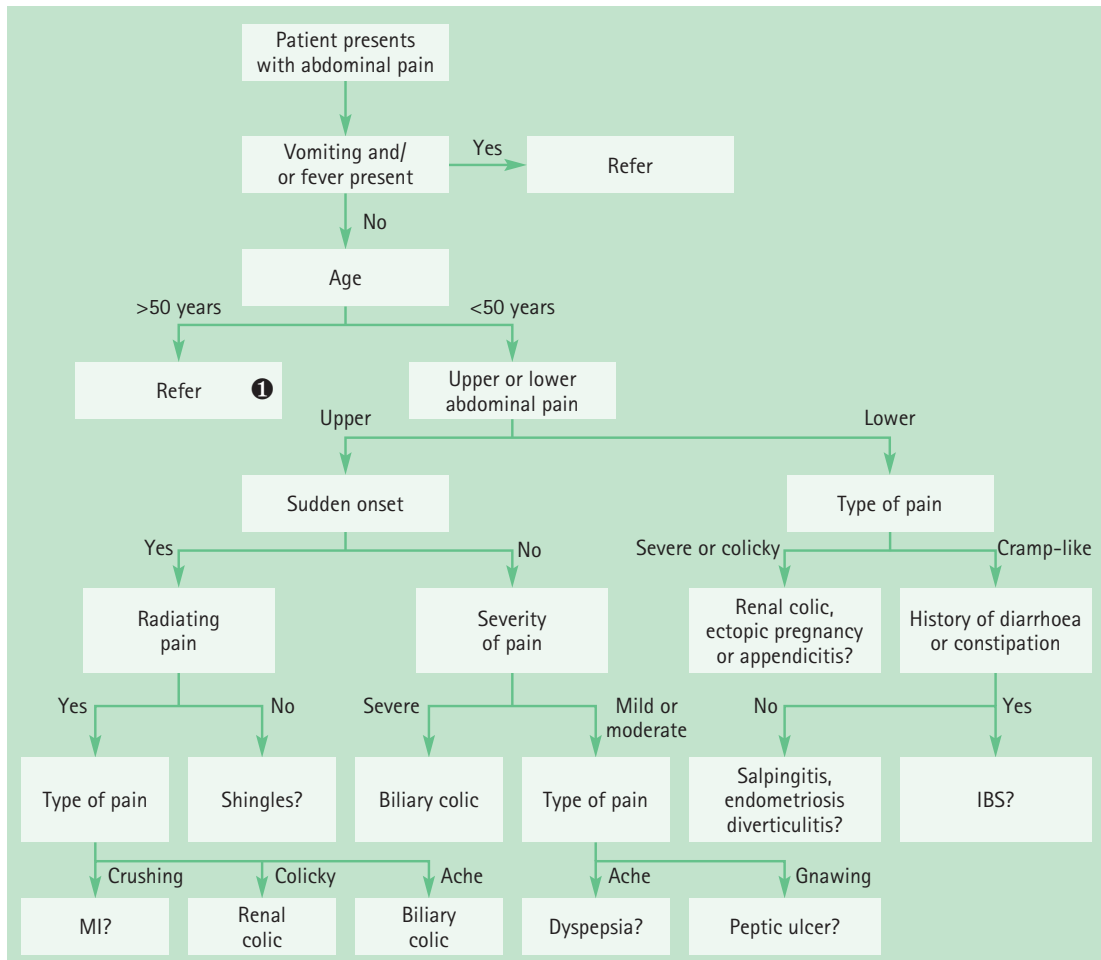 Patient presents
with abdominal pain
Vomiting and/
or fever present
Yes
Refer
No
Age
>50 years
<50 years
Refer
❶
Upper or lower
abdominal pain
Upper
Lower
Sudden onset
Type of pain
Yes
No
Severe or colicky
Cramp-like
Radiating
pain
Severity
of pain
Renal colic,
ectopic pregnancy
or appendicitis?
History of diarrhoea
or constipation
Yes
No
Severe
Mild or
moderate
No
Yes
Type of pain
Shingles?
Biliary colic
Type of pain
Salpingitis,
endometriosis
diverticulitis?
IBS?
Crushing
Colicky
Ache
Ache
Gnawing
MI?
Renal
colic
Biliary
colic
Dyspepsia?
Peptic ulcer?